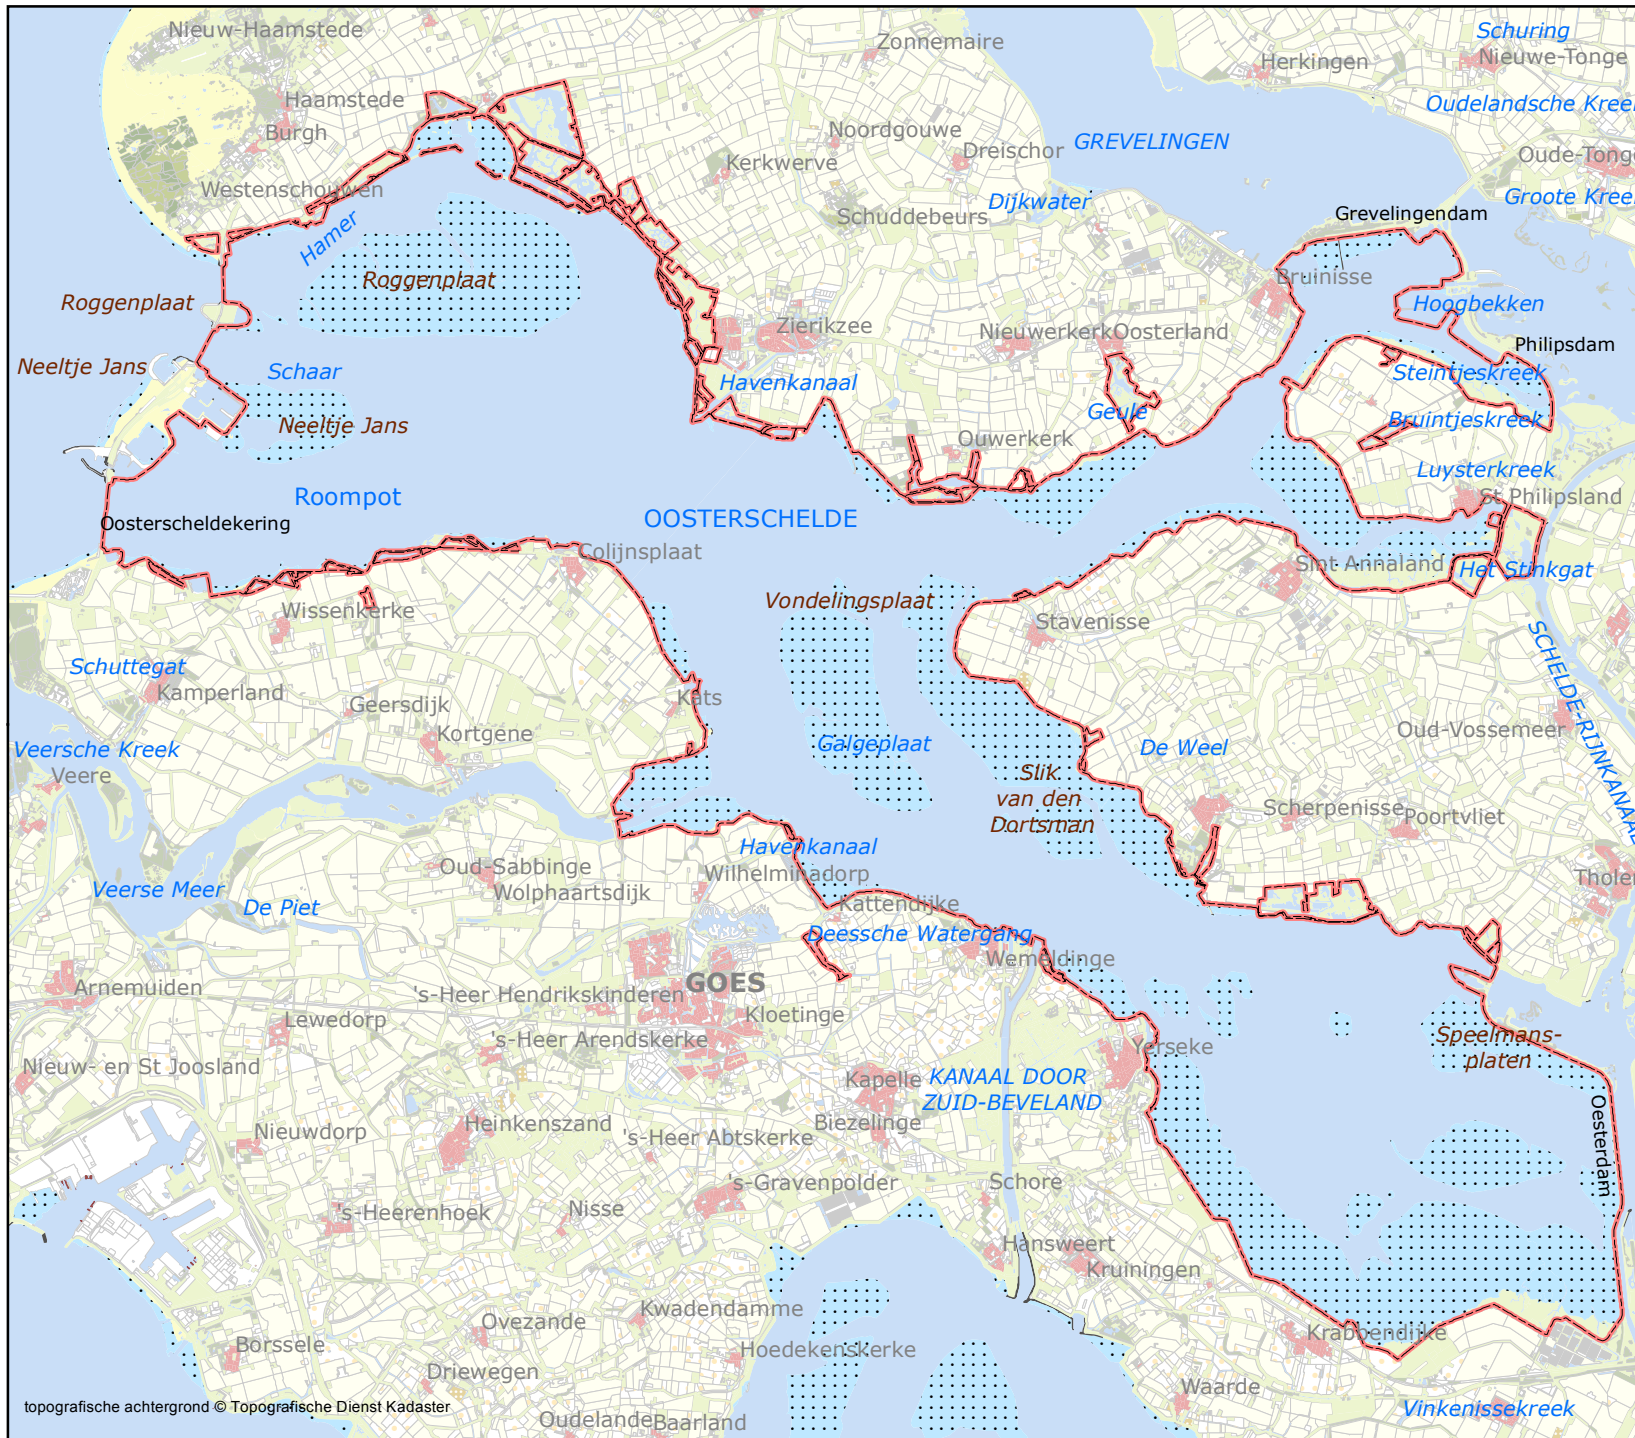 Nieuw-Haamstede
Zonnemaire
Schuring
Herkingen
Nieuwe-Tonge
Haamstede
Oudelandsche Kree
Burgh
Noordgouwe
GREVELINGEN
Kerkwerve
Dreischor
Oude-Tong
Westenschouwen
Dijkwater
Groote Kree
Schuddebeurs
Grevelingendam
Hamer
Roggenplaat
Bruinisse
Roggenplaat
Hoogbekken
Zierikzee
Nieuwerkerk
Oosterland
Philipsdam
Neeltje Jans
Schaar
Steintjeskreek
Havenkanaal
Geule
Bruintjeskreek
Neeltje Jans
Ouwerkerk
Luysterkreek
Roompot
St Philipsland
Oosterscheldekering
OOSTERSCHELDE
Colijnsplaat
Sint Annaland
Het Stinkgat
Wissenkerke
Vondelingsplaat
Stavenisse
Schuttegat
SCHELDE-RIJNKANAAL
Kamperland
Kats
Geersdijk
Kortgene
Oud-Vossemeer
Veersche Kreek
Galgeplaat
De Weel
Veere
Slik
van den
Dortsman
Scherpenisse
Poortvliet
Havenkanaal
Oud-Sabbinge
Wilhelminadorp
Tholen
Veerse Meer
Wolphaartsdijk
De Piet
Kattendijke
Deessche Watergang
Wemeldinge
Arnemuiden
's-Heer Hendrikskinderen
GOES
Lewedorp
Kloetinge
's-Heer Arendskerke
Speelmans-
platen
Yerseke
Nieuw- en St Joosland
Kapelle
KANAAL DOOR
ZUID-BEVELAND
Oesterdam
Heinkenszand
Biezelinge
Nieuwdorp
's-Heer Abtskerke
's-Gravenpolder
Schore
's-Heerenhoek
Nisse
Hansweert
Kruiningen
Kwadendamme
Ovezande
Borssele
Krabbendijke
Hoedekenskerke
Driewegen
Waarde
topografische achtergrond © Topografische Dienst Kadaster
Vinkenissekreek
Oudelande
Baarland